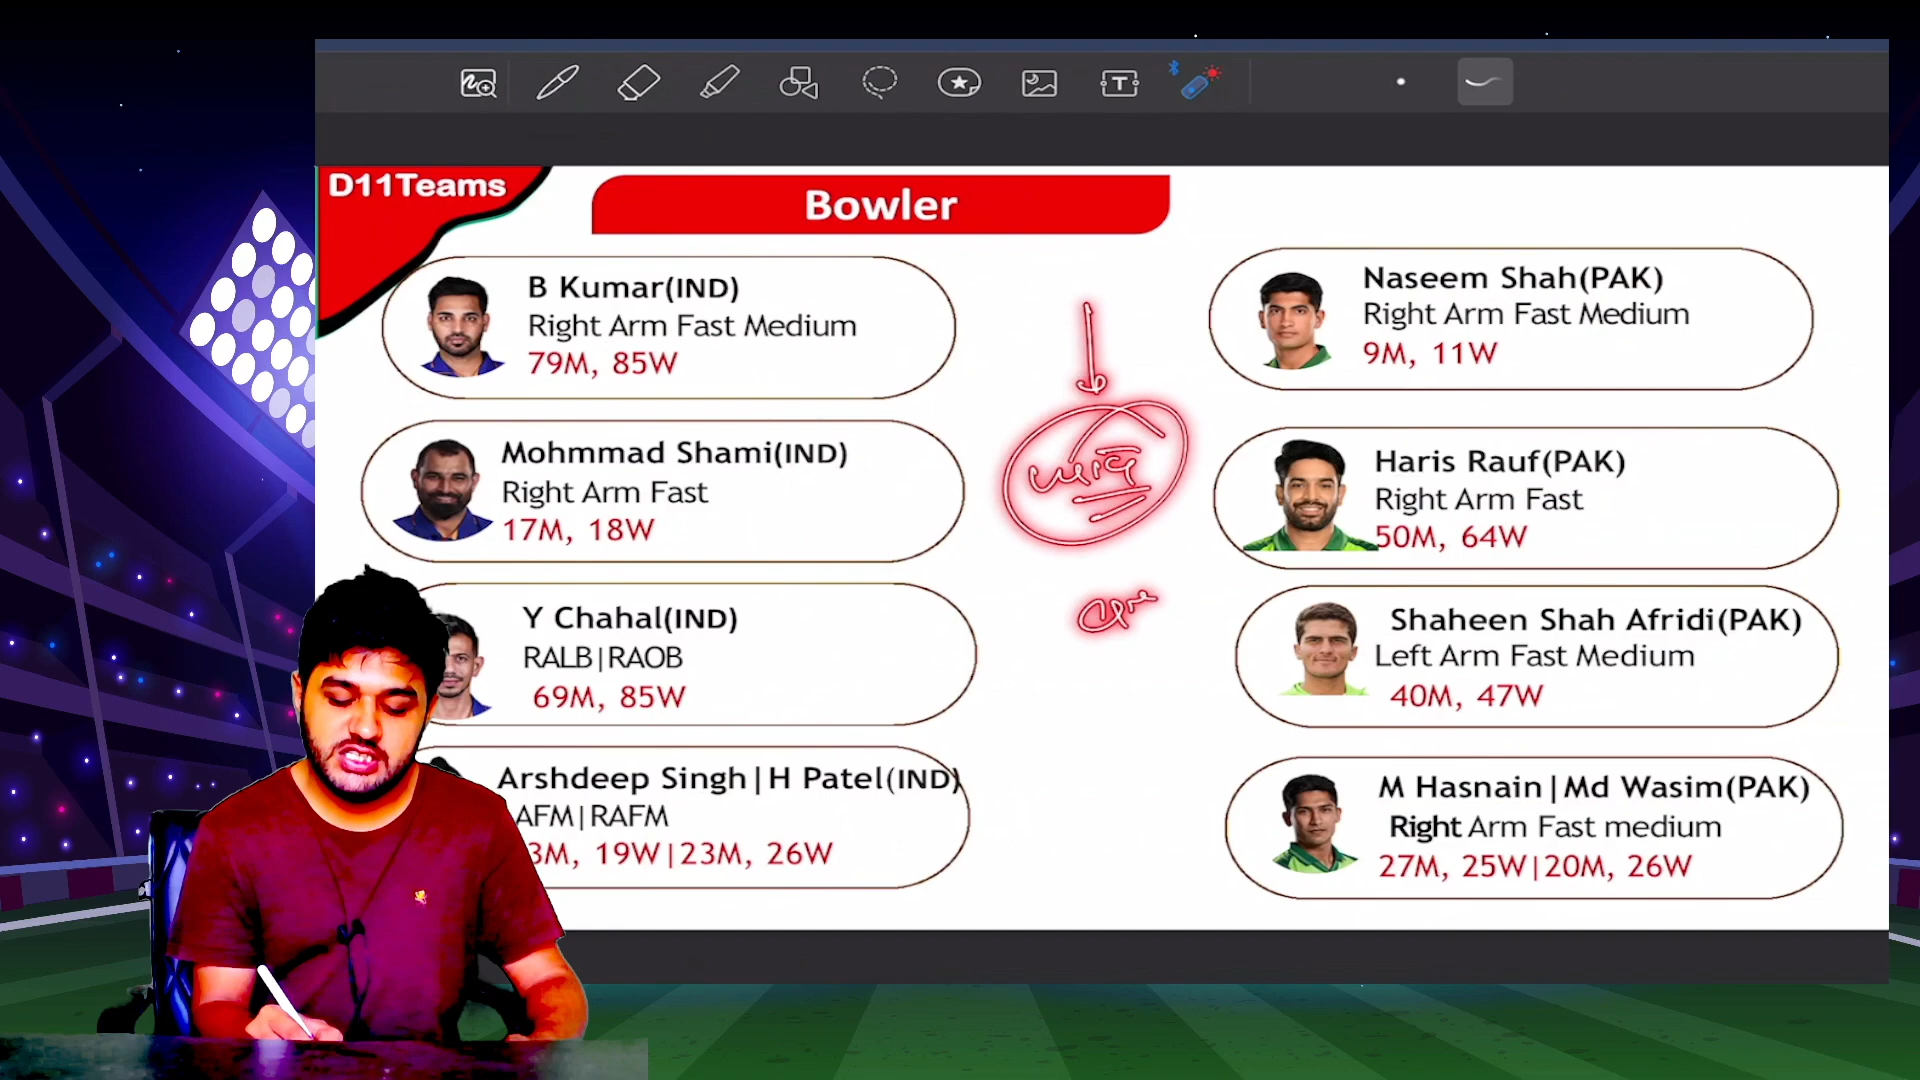 D11Teams
Bowler
B Kumar(IND)
Right Arm Fast Medium
79M, 85W
Mohmmad Shami(IND)
Right Arm Fast
17M, 18W
Y Chahal(IND)
RALB|RAOB
69M, 85W
Arshdeep Singh|H Patel(IND)
AFM|RAFM
3M, 19W|23M, 26W
Naseem Shah(PAK)
Right Arm Fast Medium
9M, 11W
Haris Rauf(PAK)
Right Arm Fast
50M, 64W
Shaheen Shah Afridi(PAK)
Left Arm Fast Medium
40M, 47W
M Hasnain|Md Wasim(PAK)
Right Arm Fast medium
27M, 25W|20M, 26W